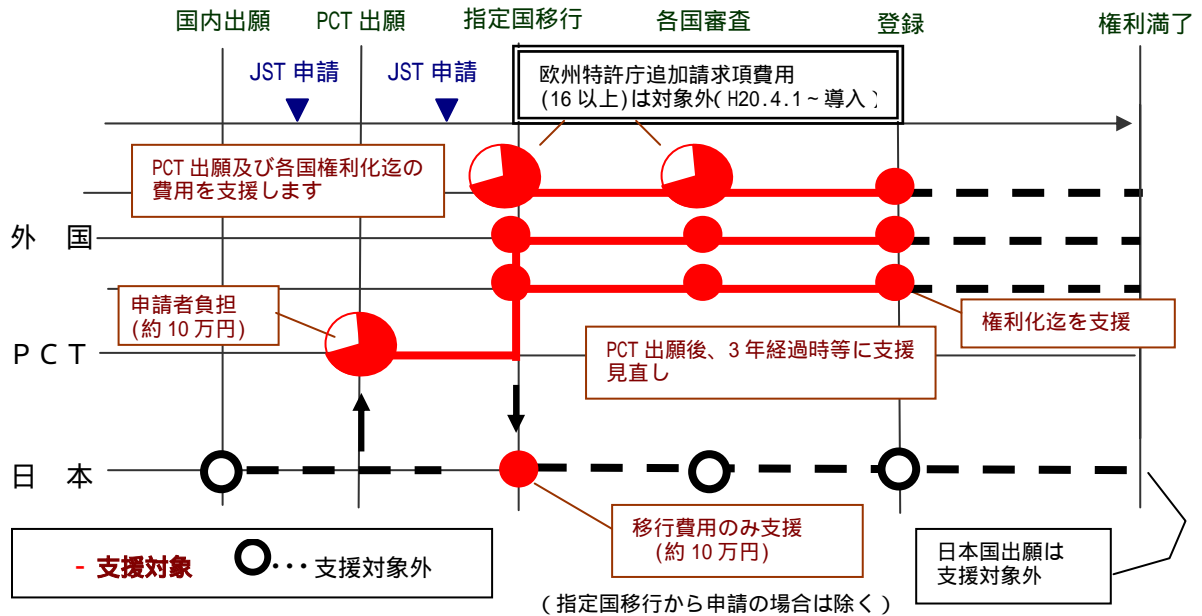 国内出願 PCT 出願 指定国移行 各国審査 登録 権利満了
JST 申請 JST 申請
欧州特許庁追加請求項費用
(16 以上)は対象外(H20.4.1~導入)
PCT 出願及び各国権利化迄の
費用を支援します
外 国
申請者負担
(約 10 万円)
権利化迄を支援
PCT
PCT 出願後、3 年経過時等に支援
見直し
日 本
移行費用のみ支援
(約 10 万円)
日本国出願は
支援対象外
- 支援対象 ･･･支援対象外
(指定国移行から申請の場合は除く)